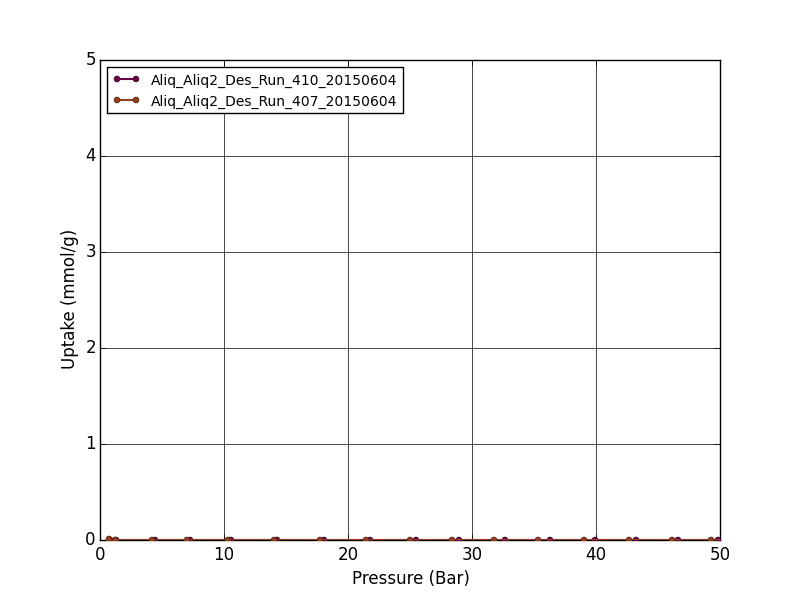 Aliq_Aliq2_Des_Run_410_20150604
Aliq_Aliq2_Des_Run_407_20150604
5
4
3
2
1
0
Uptake (mmol/g)
0 10 20 30 40 50
Pressure (Bar)